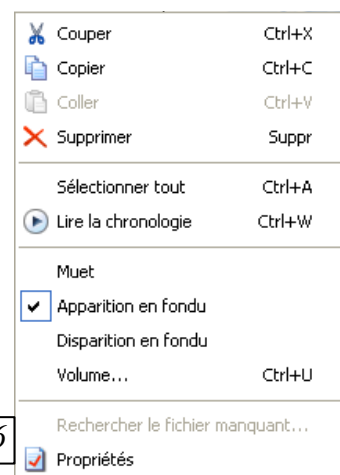 Couper Ctrl+X
Copier Ctrl+C
Coller Ctrl+V
Supprimer Suppr
Sélectionner tout Ctrl+A
Lire la chronologie Ctrl+W
Muet
Apparition en fondu
Disparition en fondu
Volume... Ctrl+U
6 Rechercher le fichier manquant...
Propriétés